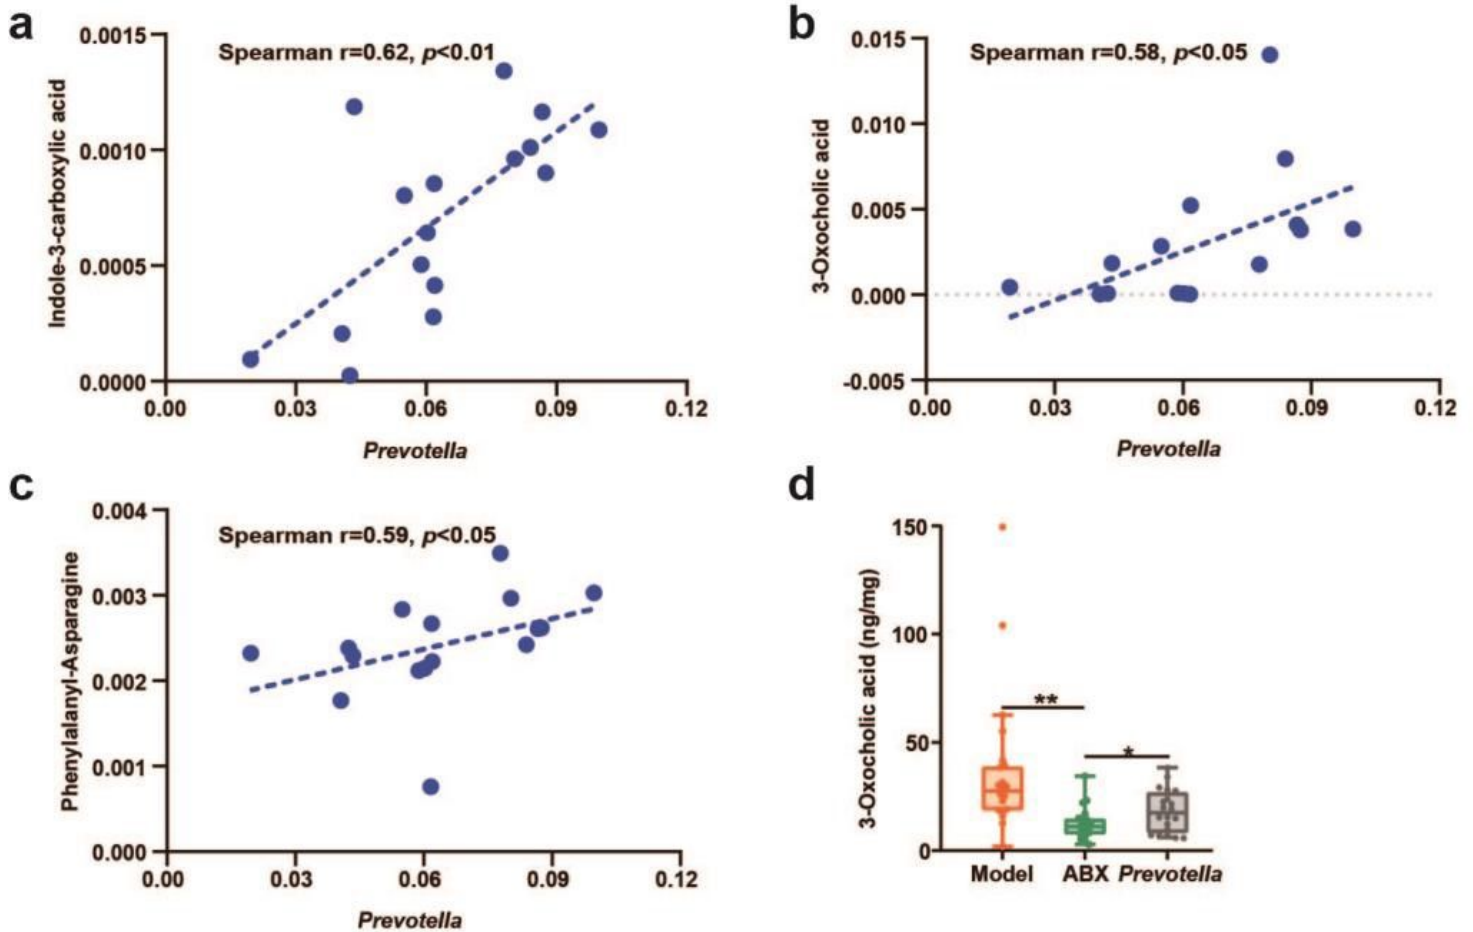 a
Spearman r=0.62, p<0.01
Indole-3-carboxylic acid
0.0015
0.0010
0.0005
0.0000
0.00 0.03 0.06 0.09 0.12
Prevotella
b
Spearman r=0.58, p<0.05
3-Oxocholic acid
0.015
0.010
0.005
0.000
-0.005
0.00 0.03 0.06 0.09 0.12
Prevotella
c
Spearman r=0.59, p<0.05
Phenylalanyl-Asparagine
0.004
0.003
0.002
0.001
0.000
0.00 0.03 0.06 0.09 0.12
Prevotella
d
3-Oxocholic acid (ng/mg)
150
100
50
0
**
*
Model ABX Prevotella